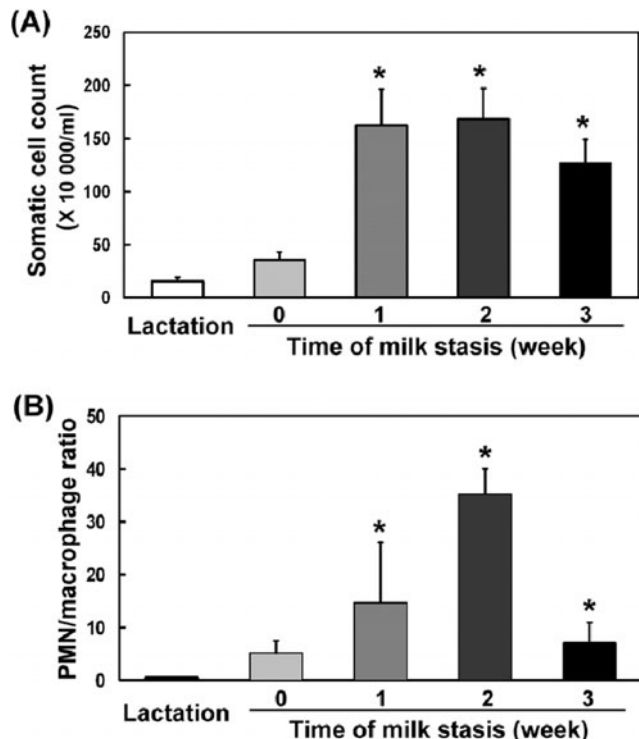 (A)
Somatic cell count
(X 10 000/ml)
250
200
150
100
50
0
* * *
Lactation 0 1 2 3
Time of milk stasis (week)
(B)
PMN/macrophage ratio
50
40
30
20
10
0
* * *
Lactation 0 1 2 3
Time of milk stasis (week)